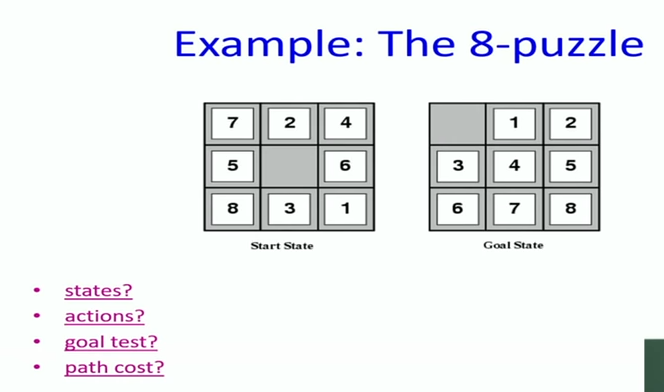 Example: The 8-puzzle
7 2 4
5 6
8 3 1
Start State
1 2
3 4 5
6 7 8
Goal State
• states?
• actions?
• goal test?
• path cost?